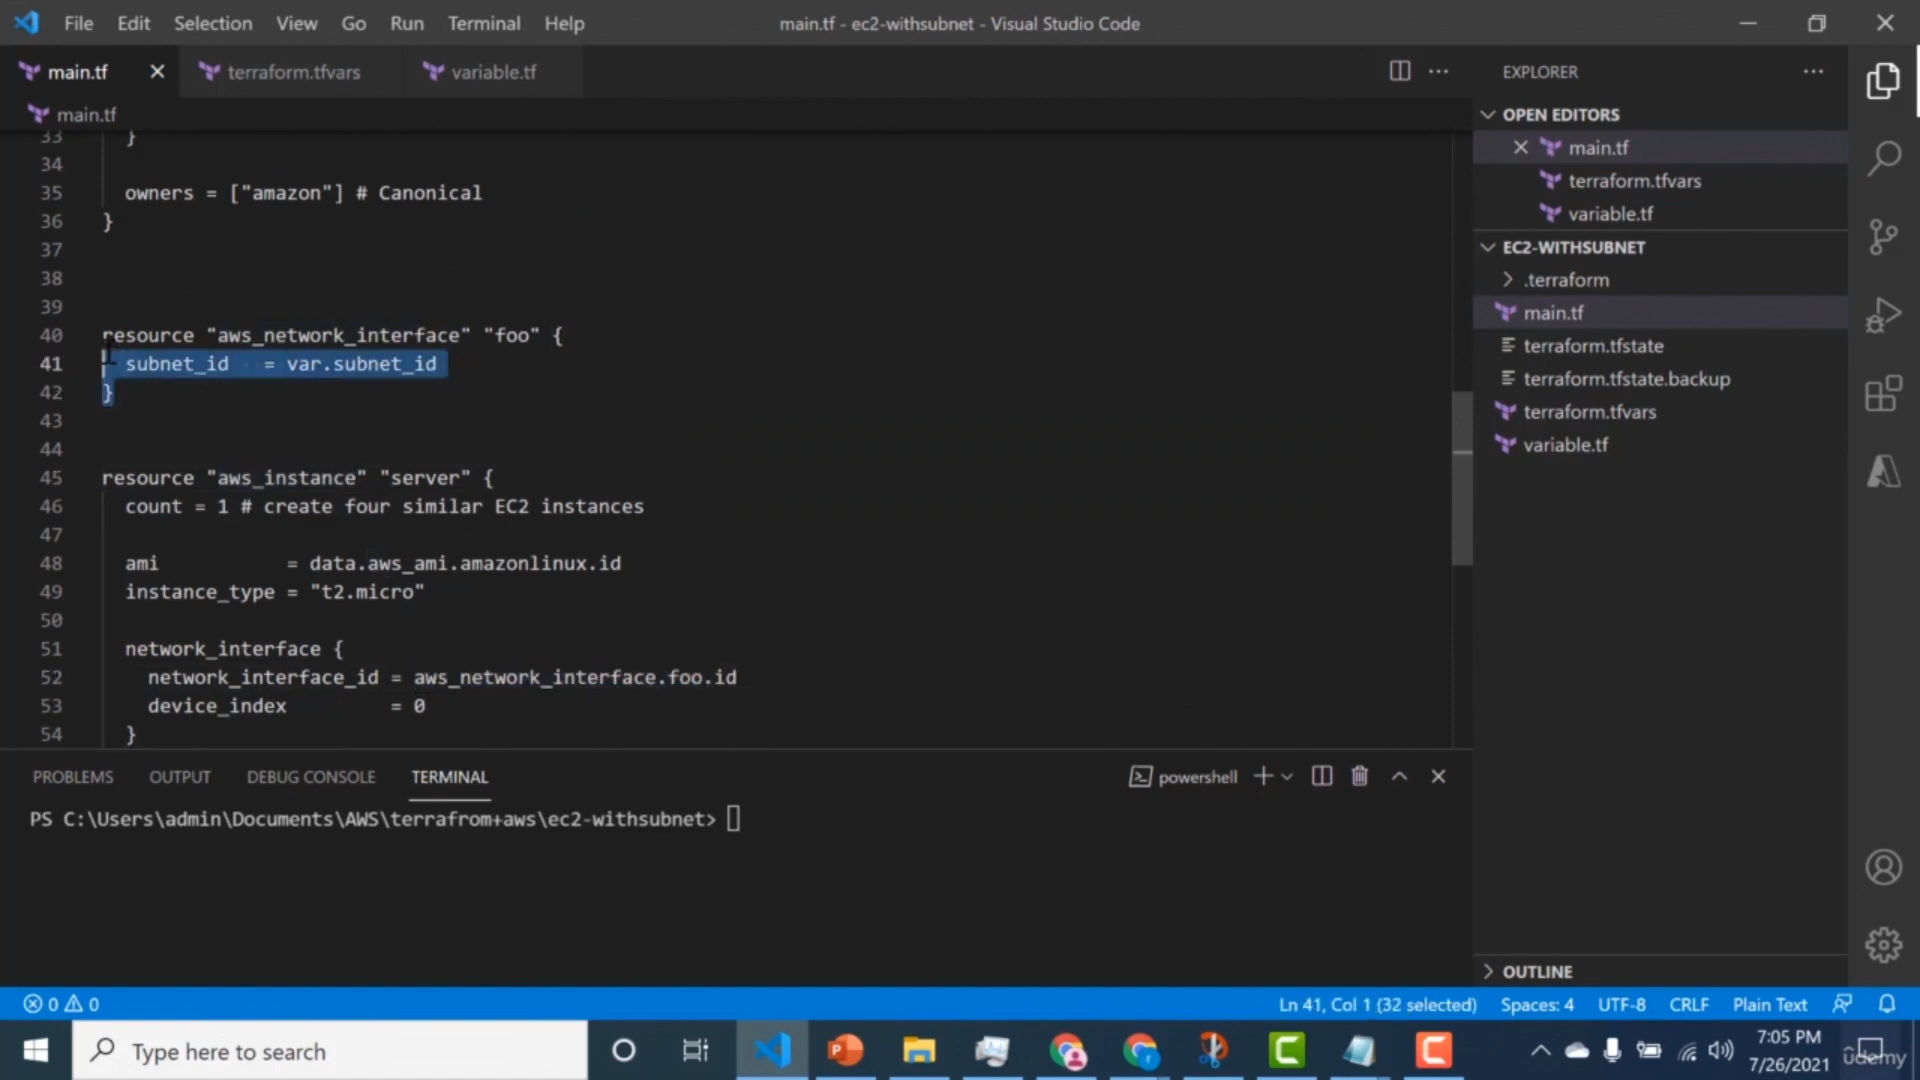 File Edit Selection View Go Run Terminal Help main.tf - ec2-withsubnet - Visual Studio Code
main.tf terraform.tfvars variable.tf
main.tf
33 }
34
35 owners = ["amazon"] # Canonical
36 }
37
38
39
40 resource "aws_network_interface" "foo" {
41 subnet_id = var.subnet_id
42 }
43
44
45 resource "aws_instance" "server" {
46 count = 1 # create four similar EC2 instances
47
48 ami = data.aws_ami.amazonlinux.id
49 instance_type = "t2.micro"
50
51 network_interface {
52 network_interface_id = aws_network_interface.foo.id
53 device_index = 0
54 }
EXPLORER
OPEN EDITORS
main.tf
terraform.tfvars
variable.tf
EC2-WITHSUBNET
.terraform
main.tf
terraform.tfstate
terraform.tfstate.backup
terraform.tfvars
variable.tf
OUTLINE
PROBLEMS OUTPUT DEBUG CONSOLE TERMINAL powershell
PS C:\Users\admin\Documents\AWS\terrafrom+aws\ec2-withsubnet>
0 0 Ln 41, Col 1 (32 selected) Spaces: 4 UTF-8 CRLF Plain Text
Type here to search
7:05 PM
7/26/2021
ûdemy